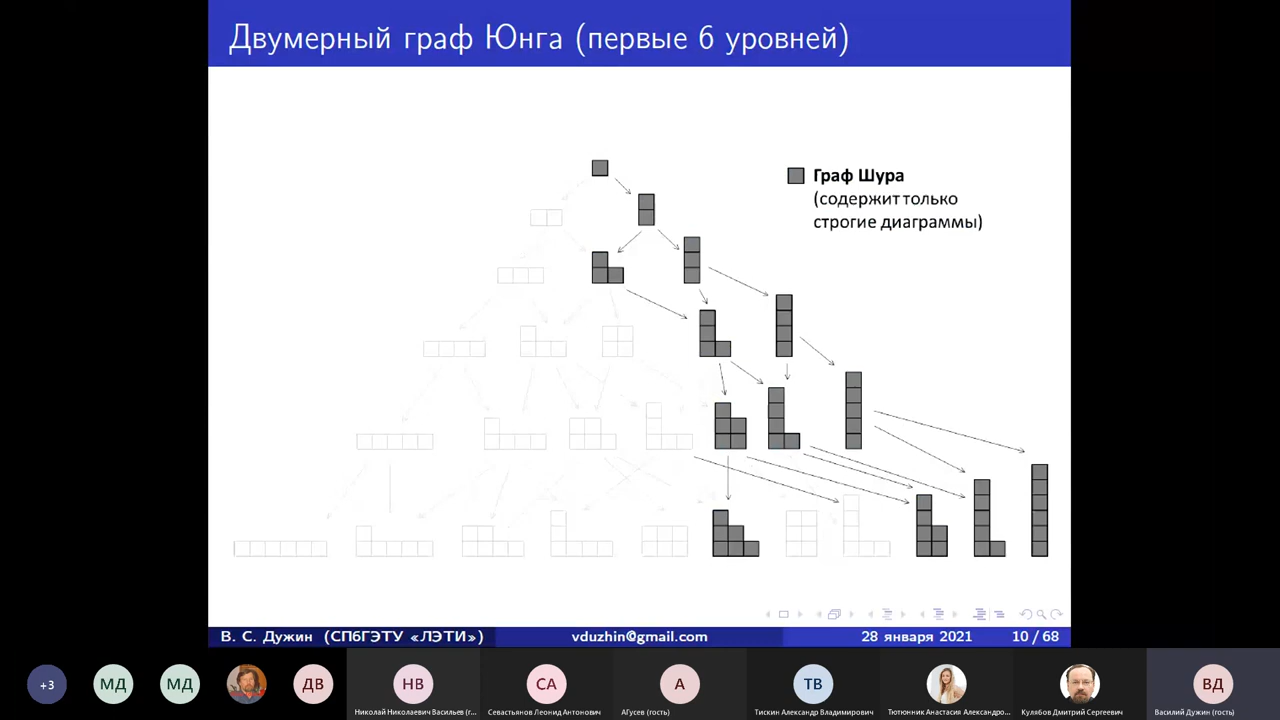 Двумерный граф Юнга (первые 6 уровней)
Граф Шура
(содержит только
строгие диаграммы)
В. С. Дужин (СПбГЭТУ «ЛЭТИ»)
vduzhin@gmail.com
28 января 2021
10 / 68
+3
МД
МД
ДВ
НВ
СА
А
ТВ
ВД
Николай Николаевич Васильев (г...
Севастьянов Леонид Антонович
АГусев (гость)
Тискин Александр Владимирович
Тютюнник Анастасия Александро...
Кулябов Дмитрий Сергеевич
Василий Дужин (гость)